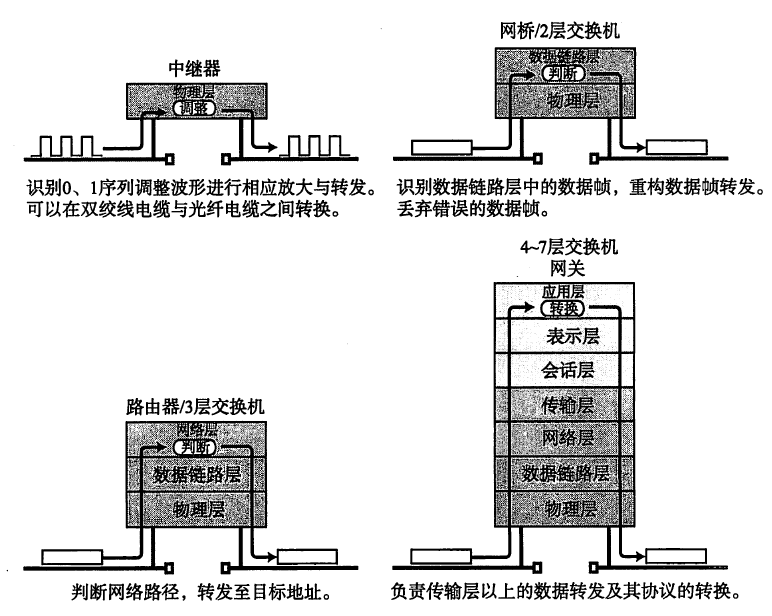 中继器
物理层
调整
识别0、1序列调整波形进行相应放大与转发。
可以在双绞线电缆与光纤电缆之间转换。
网桥/2层交换机
数据链路层
判断
物理层
识别数据链路层中的数据帧，重构数据帧转发。
丢弃错误的数据帧。
路由器/3层交换机
网络层
判断
数据链路层
物理层
判断网络路径，转发至目标地址。
4~7层交换机
网关
应用层
转换
表示层
会话层
传输层
网络层
数据链路层
物理层
负责传输层以上的数据转发及其协议的转换。